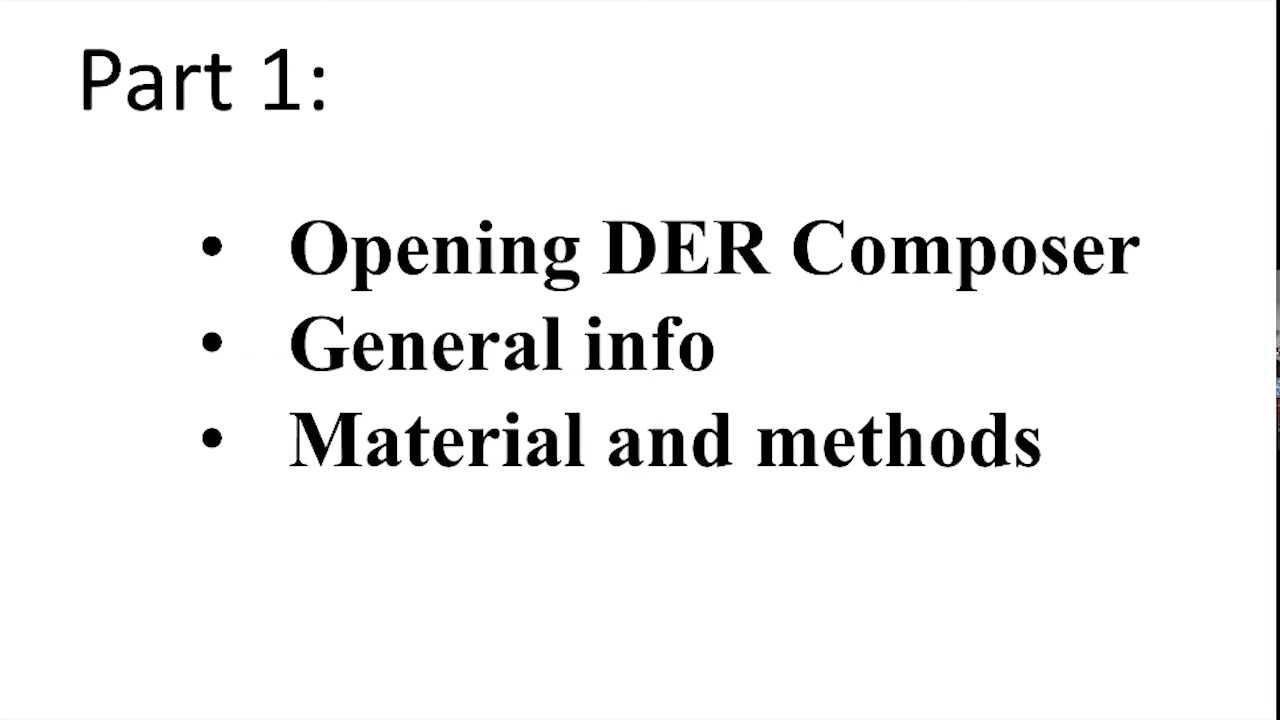 Part 1:
• Opening DER Composer
• General info
• Material and methods